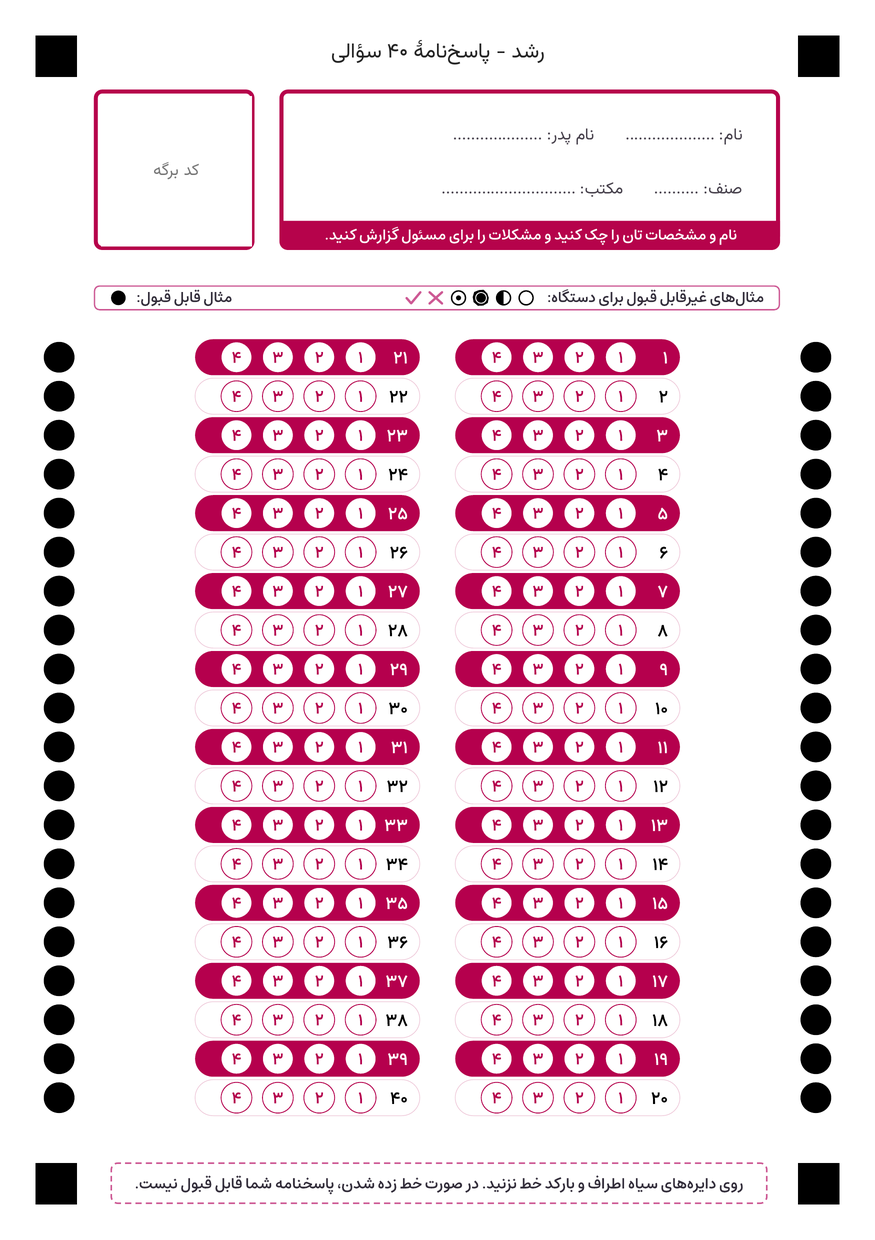 رشد - پاسخ‌نامهٔ ۴۰ سؤالی
نام: .................... نام پدر: ....................
صنف: .......... مکتب: ..............................
نام و مشخصات تان را چک کنید و مشکلات را برای مسئول گزارش کنید.
کد برگه
مثال‌های غیرقابل قبول برای دستگاه:
مثال قابل قبول:
۱ ۱ ۲ ۳ ۴
۲ ۱ ۲ ۳ ۴
۳ ۱ ۲ ۳ ۴
۴ ۱ ۲ ۳ ۴
۵ ۱ ۲ ۳ ۴
۶ ۱ ۲ ۳ ۴
۷ ۱ ۲ ۳ ۴
۸ ۱ ۲ ۳ ۴
۹ ۱ ۲ ۳ ۴
۱۰ ۱ ۲ ۳ ۴
۱۱ ۱ ۲ ۳ ۴
۱۲ ۱ ۲ ۳ ۴
۱۳ ۱ ۲ ۳ ۴
۱۴ ۱ ۲ ۳ ۴
۱۵ ۱ ۲ ۳ ۴
۱۶ ۱ ۲ ۳ ۴
۱۷ ۱ ۲ ۳ ۴
۱۸ ۱ ۲ ۳ ۴
۱۹ ۱ ۲ ۳ ۴
۲۰ ۱ ۲ ۳ ۴
۲۱ ۱ ۲ ۳ ۴
۲۲ ۱ ۲ ۳ ۴
۲۳ ۱ ۲ ۳ ۴
۲۴ ۱ ۲ ۳ ۴
۲۵ ۱ ۲ ۳ ۴
۲۶ ۱ ۲ ۳ ۴
۲۷ ۱ ۲ ۳ ۴
۲۸ ۱ ۲ ۳ ۴
۲۹ ۱ ۲ ۳ ۴
۳۰ ۱ ۲ ۳ ۴
۳۱ ۱ ۲ ۳ ۴
۳۲ ۱ ۲ ۳ ۴
۳۳ ۱ ۲ ۳ ۴
۳۴ ۱ ۲ ۳ ۴
۳۵ ۱ ۲ ۳ ۴
۳۶ ۱ ۲ ۳ ۴
۳۷ ۱ ۲ ۳ ۴
۳۸ ۱ ۲ ۳ ۴
۳۹ ۱ ۲ ۳ ۴
۴۰ ۱ ۲ ۳ ۴
روی دایره‌های سیاه اطراف و بارکد خط نزنید. در صورت خط زده شدن، پاسخنامه شما قابل قبول نیست.